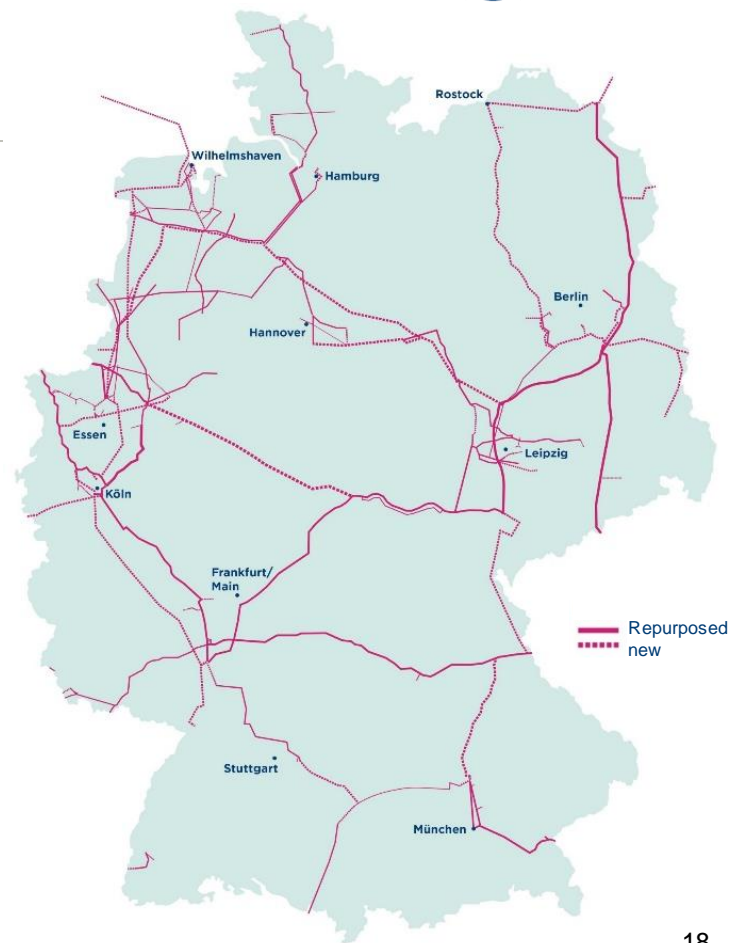 Rostock
Wilhelmshaven
Hamburg
Berlin
Hannover
Essen
Leipzig
Köln
Frankfurt/
Main
Repurposed
new
Stuttgart
München
18